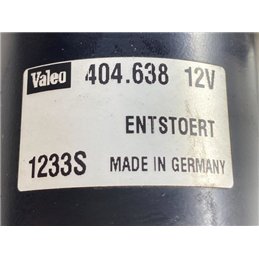 Valeo 404.638 12V
ENTSTOERT
1233S MADE IN GERMANY